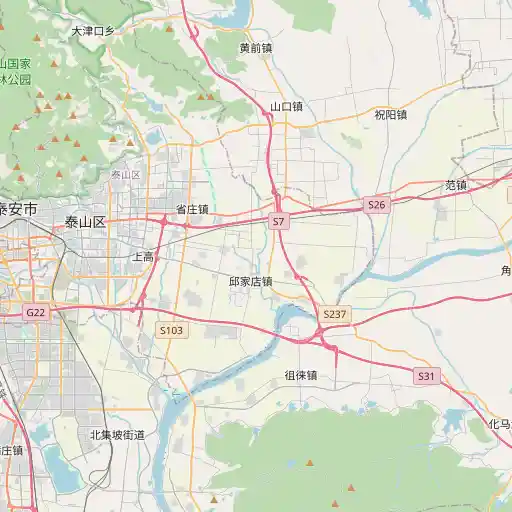 大津口乡
黄前镇
山国家
林公园
山口镇
祝阳镇
泰山区
范镇
泰安市
省庄镇
S26
泰山区
S7
上高
角
邱家店镇
G22
S237
S103
徂徕镇
S31
北集坡街道
北马
庄镇